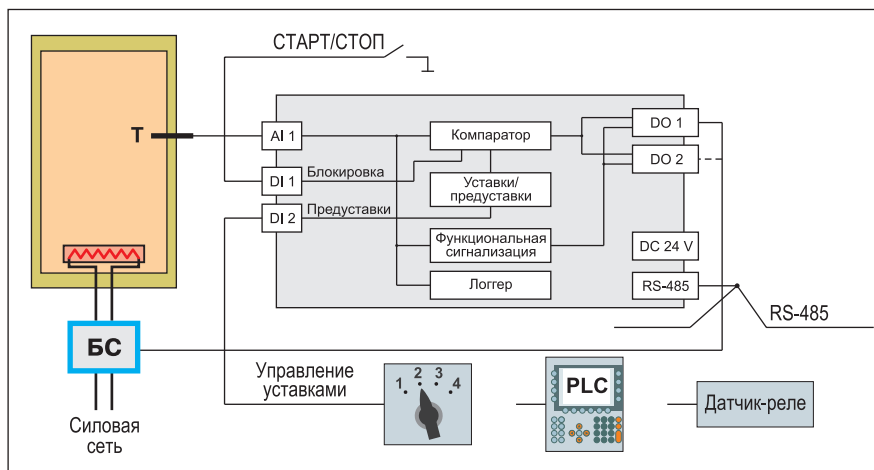 СТАРТ/СТОП
T
AI 1
Компаратор
DO 1
DI 1
Блокировка
DO 2
Уставки/
предуставки
DI 2
Предуставки
Функциональная
сигнализация
DC 24 V
Логгер
RS-485
RS-485
БС
Управление
уставками
1 2 3 4
PLC
Датчик-реле
Силовая
сеть